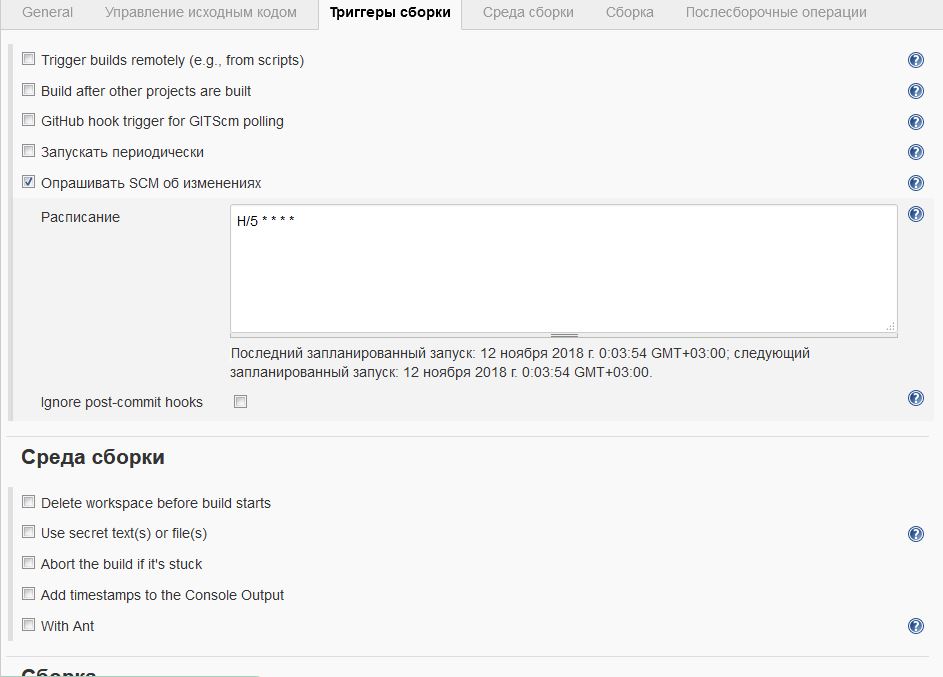 General Управление исходным кодом Триггеры сборки Среда сборки Сборка Послесборочные операции
Trigger builds remotely (e.g., from scripts)
Build after other projects are built
GitHub hook trigger for GITScm polling
Запускать периодически
Опрашивать SCM об изменениях
Расписание
H/5 * * * *
Последний запланированный запуск: 12 ноября 2018 г. 0:03:54 GMT+03:00; следующий
запланированный запуск: 12 ноября 2018 г. 0:03:54 GMT+03:00.
Ignore post-commit hooks
Среда сборки
Delete workspace before build starts
Use secret text(s) or file(s)
Abort the build if it's stuck
Add timestamps to the Console Output
With Ant
Сборка